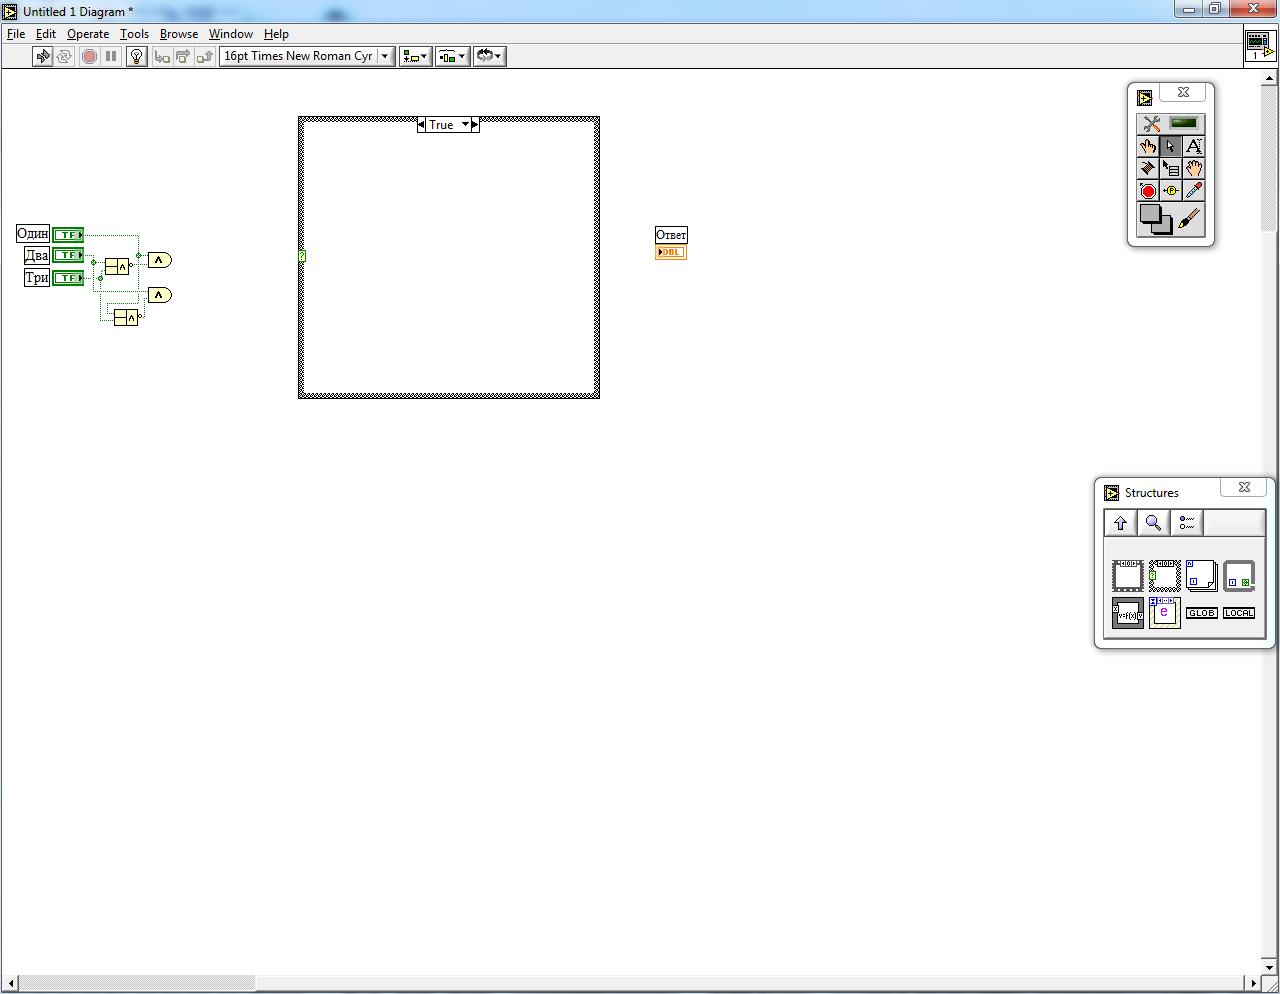 Untitled 1 Diagram *
File Edit Operate Tools Browse Window Help
16pt Times New Roman Cyr
1
True
Один TF
Два TF
Три TF
?
Ответ
DBL
Structures
GLOB LOCAL